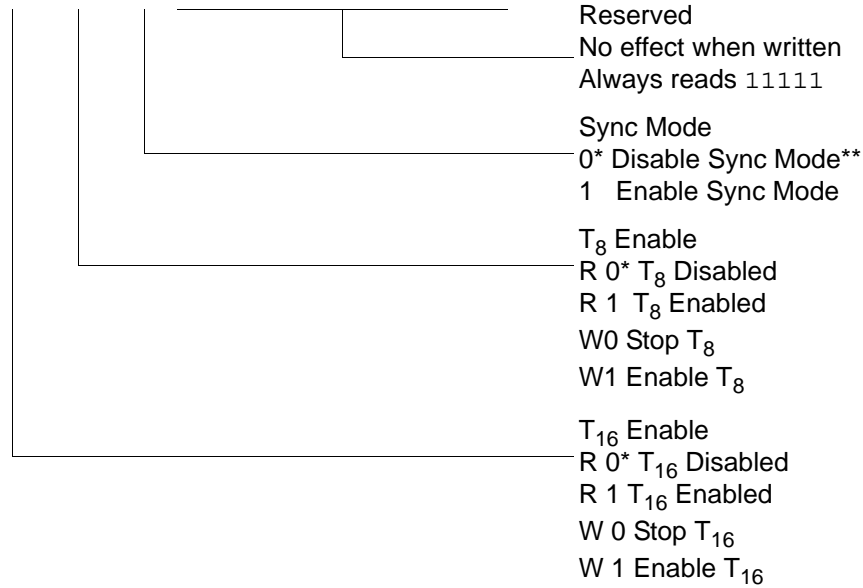 Reserved
No effect when written
Always reads 11111
Sync Mode
0* Disable Sync Mode**
1 Enable Sync Mode
T8 Enable
R 0* T8 Disabled
R 1 T8 Enabled
W0 Stop T8
W1 Enable T8
T16 Enable
R 0* T16 Disabled
R 1 T16 Enabled
W 0 Stop T16
W 1 Enable T16